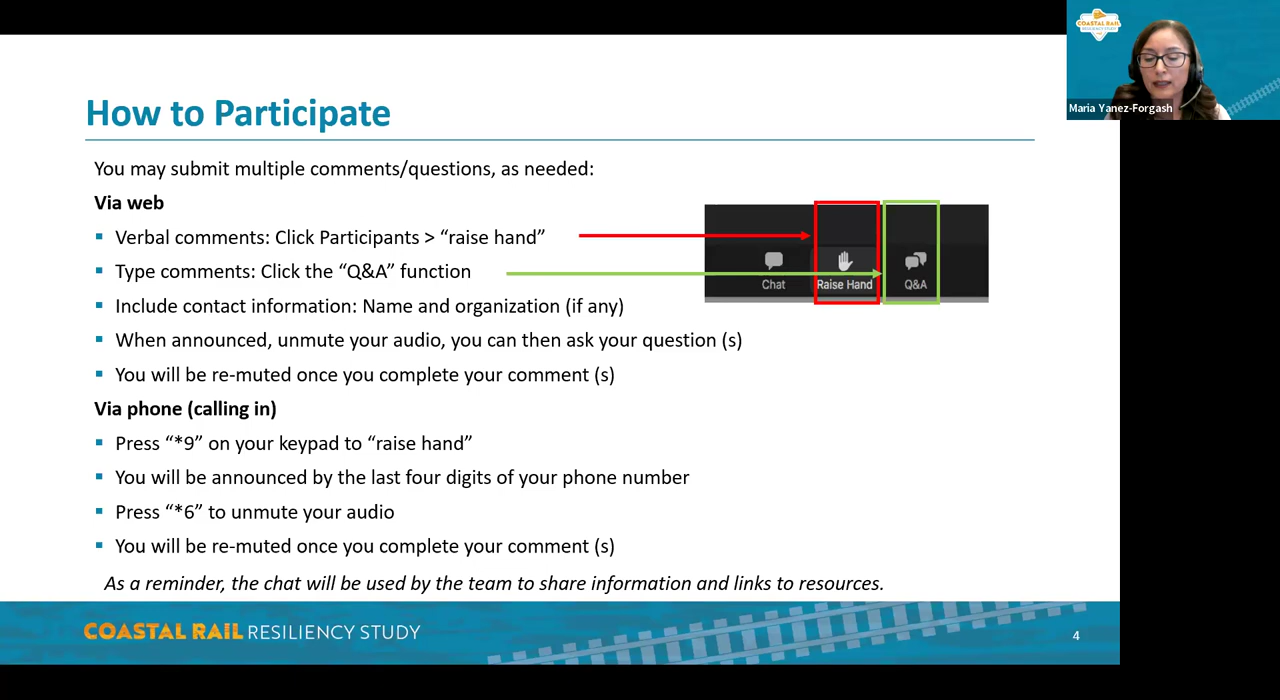 COASTAL RAIL
RESILIENCY STUDY
Maria Yanez-Forgash
How to Participate
You may submit multiple comments/questions, as needed:
Via web
Verbal comments: Click Participants > “raise hand”
Type comments: Click the “Q&A” function
Include contact information: Name and organization (if any)
When announced, unmute your audio, you can then ask your question (s)
You will be re-muted once you complete your comment (s)
Chat
Raise Hand
Q&A
Via phone (calling in)
Press “*9” on your keypad to “raise hand”
You will be announced by the last four digits of your phone number
Press “*6” to unmute your audio
You will be re-muted once you complete your comment (s)
As a reminder, the chat will be used by the team to share information and links to resources.
COASTAL RAIL RESILIENCY STUDY
4